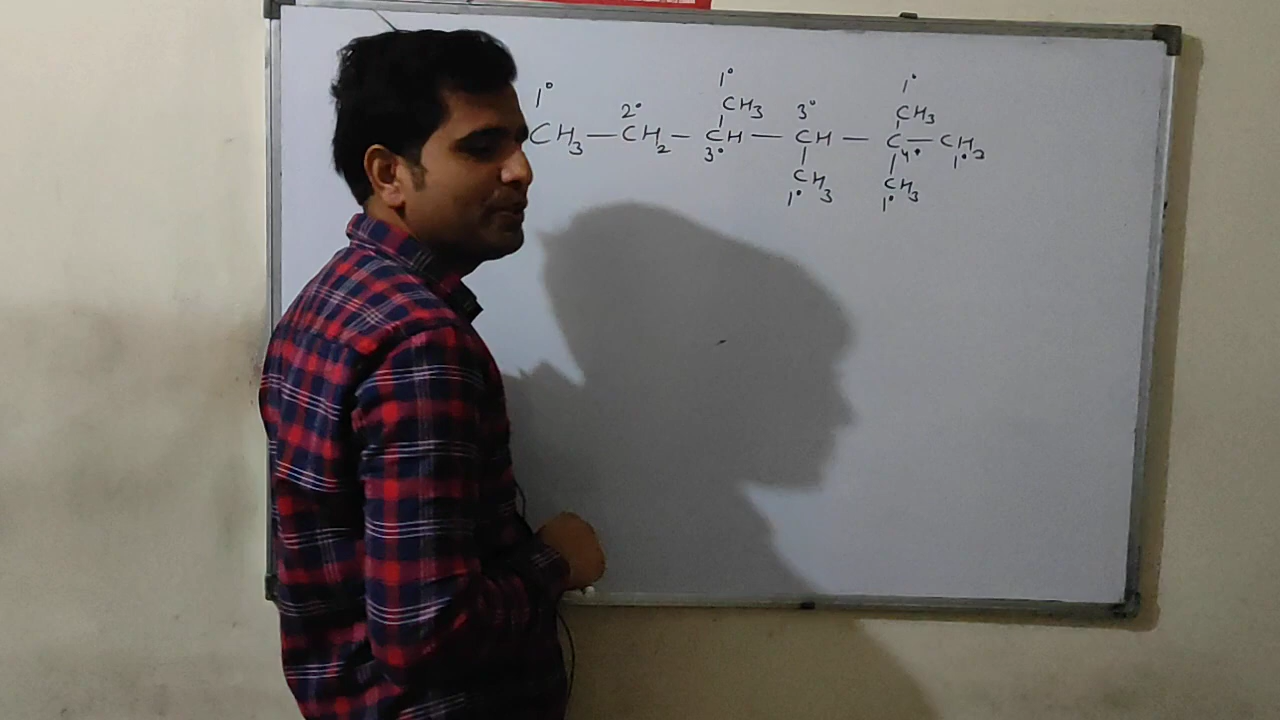 1° 1° 1°
2° CH3 3° CH3
CH3 — CH2 — CH — CH — C — CH3
3° 4° 1°
CH3 CH3
1° 1°